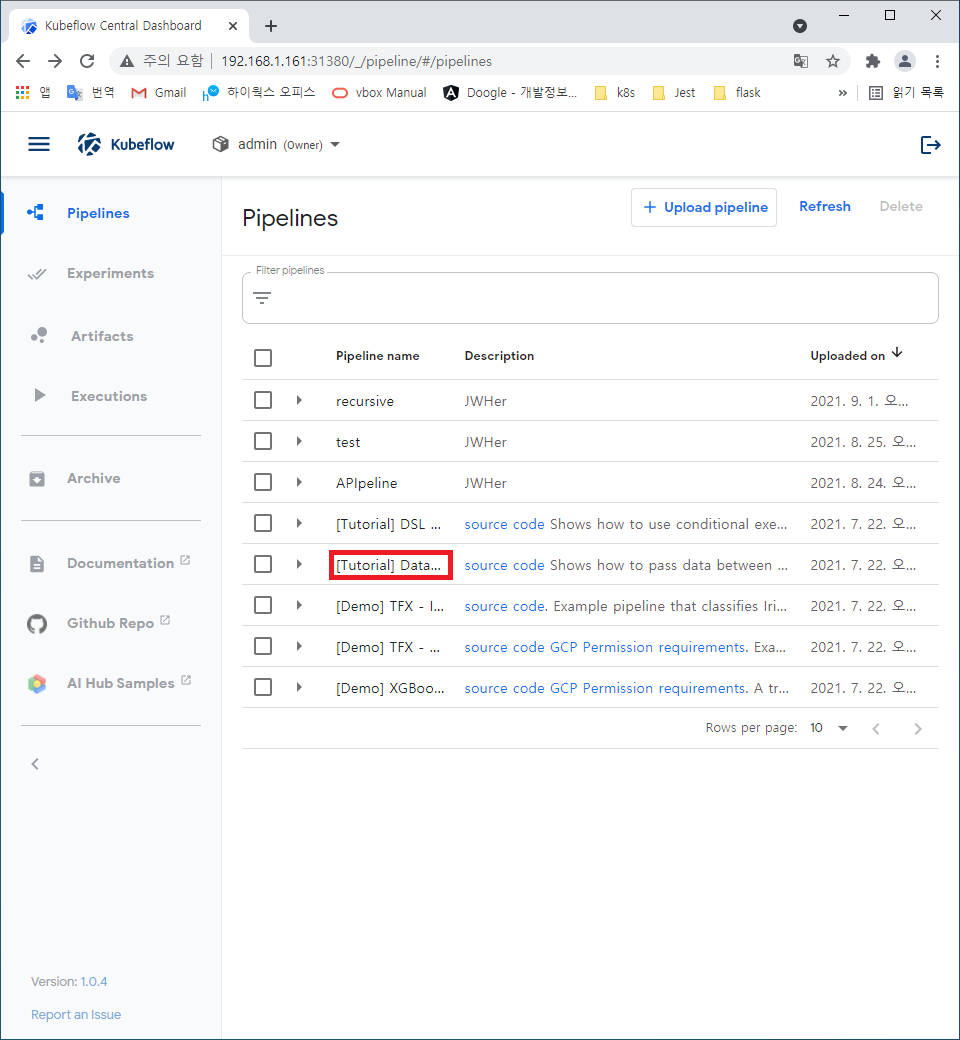 Kubeflow Central Dashboard
주의 요함 | 192.168.1.161:31380/_/pipeline/#/pipelines
앱 번역 Gmail 하이웍스 오피스 vbox Manual Doogle - 개발정보... k8s Jest flask » 읽기 목록
Kubeflow admin (Owner)
Pipelines
Experiments
Artifacts
Executions
Archive
Documentation
Github Repo
AI Hub Samples
Version: 1.0.4
Report an Issue
Pipelines + Upload pipeline Refresh Delete
Filter pipelines
Pipeline name Description Uploaded on
recursive JWHer 2021. 9. 1. 오...
test JWHer 2021. 8. 25. 오...
APIpeline JWHer 2021. 8. 24. 오...
[Tutorial] DSL ... source code Shows how to use conditional exe... 2021. 7. 22. 오...
[Tutorial] Data... source code Shows how to pass data between ... 2021. 7. 22. 오...
[Demo] TFX - I... source code. Example pipeline that classifies Iri... 2021. 7. 22. 오...
[Demo] TFX - ... source code GCP Permission requirements. Exa... 2021. 7. 22. 오...
[Demo] XGBoo... source code GCP Permission requirements. A tr... 2021. 7. 22. 오...
Rows per page: 10